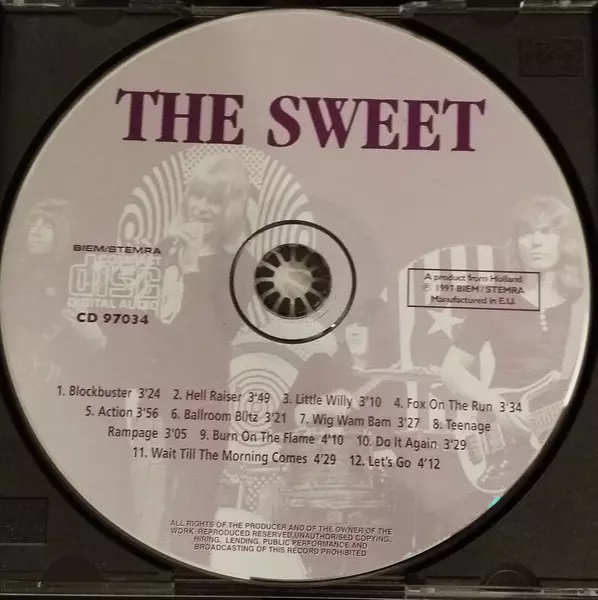 THE SWEET
BIEM/STEMRA
COMPACT
disc
DIGITAL AUDIO
CD 97034
A product from Holland
℗ 1997 BIEM / STEMRA
Manufactured in E.U.
1. Blockbuster 3'24 2. Hell Raiser 3'49 3. Little Willy 3'10 4. Fox On The Run 3'34
5. Action 3'56 6. Ballroom Blitz 3'21 7. Wig Wam Bam 3'27 8. Teenage
Rampage 3'05 9. Burn On The Flame 4'10 10. Do It Again 3'29
11. Wait Till The Morning Comes 4'29 12. Let's Go 4'12
ALL RIGHTS OF THE PRODUCER AND OF THE OWNER OF THE
WORK REPRODUCED RESERVED.UNAUTHORISED COPYING,
HIRING, LENDING, PUBLIC PERFORMANCE AND
BROADCASTING OF THIS RECORD PROHIBITED